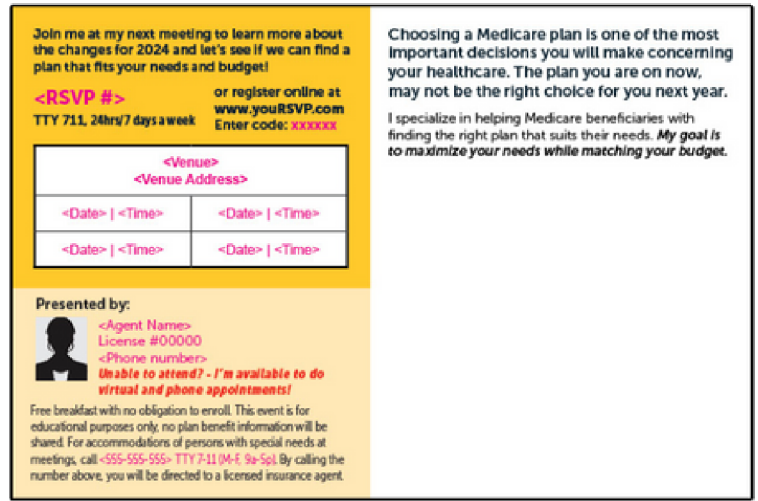 Join me at my next meeting to learn more about
the changes for 2024 and let's see if we can find a
plan that fits your needs and budget!
<RSVP #>
TTY 711, 24hrs/7 days a week
or register online at
www.youRSVP.com
Enter code: xxxxxx
<Venue>
<Venue Address>
<Date> | <Time>
<Date> | <Time>
<Date> | <Time>
<Date> | <Time>
Presented by:
<Agent Name>
License #00000
<Phone number>
Unable to attend? - I'm available to do
virtual and phone appointments!
Free breakfast with no obligation to enroll. This event is for
educational purposes only, no plan benefit information will be
shared. For accommodations of persons with special needs at
meetings, call <555-555-555> TTY 7-11 (M-F, 9a-5p). By calling the
number above, you will be directed to a licensed insurance agent.
Choosing a Medicare plan is one of the most
important decisions you will make concerning
your healthcare. The plan you are on now,
may not be the right choice for you next year.
I specialize in helping Medicare beneficiaries with
finding the right plan that suits their needs. My goal is
to maximize your needs while matching your budget.